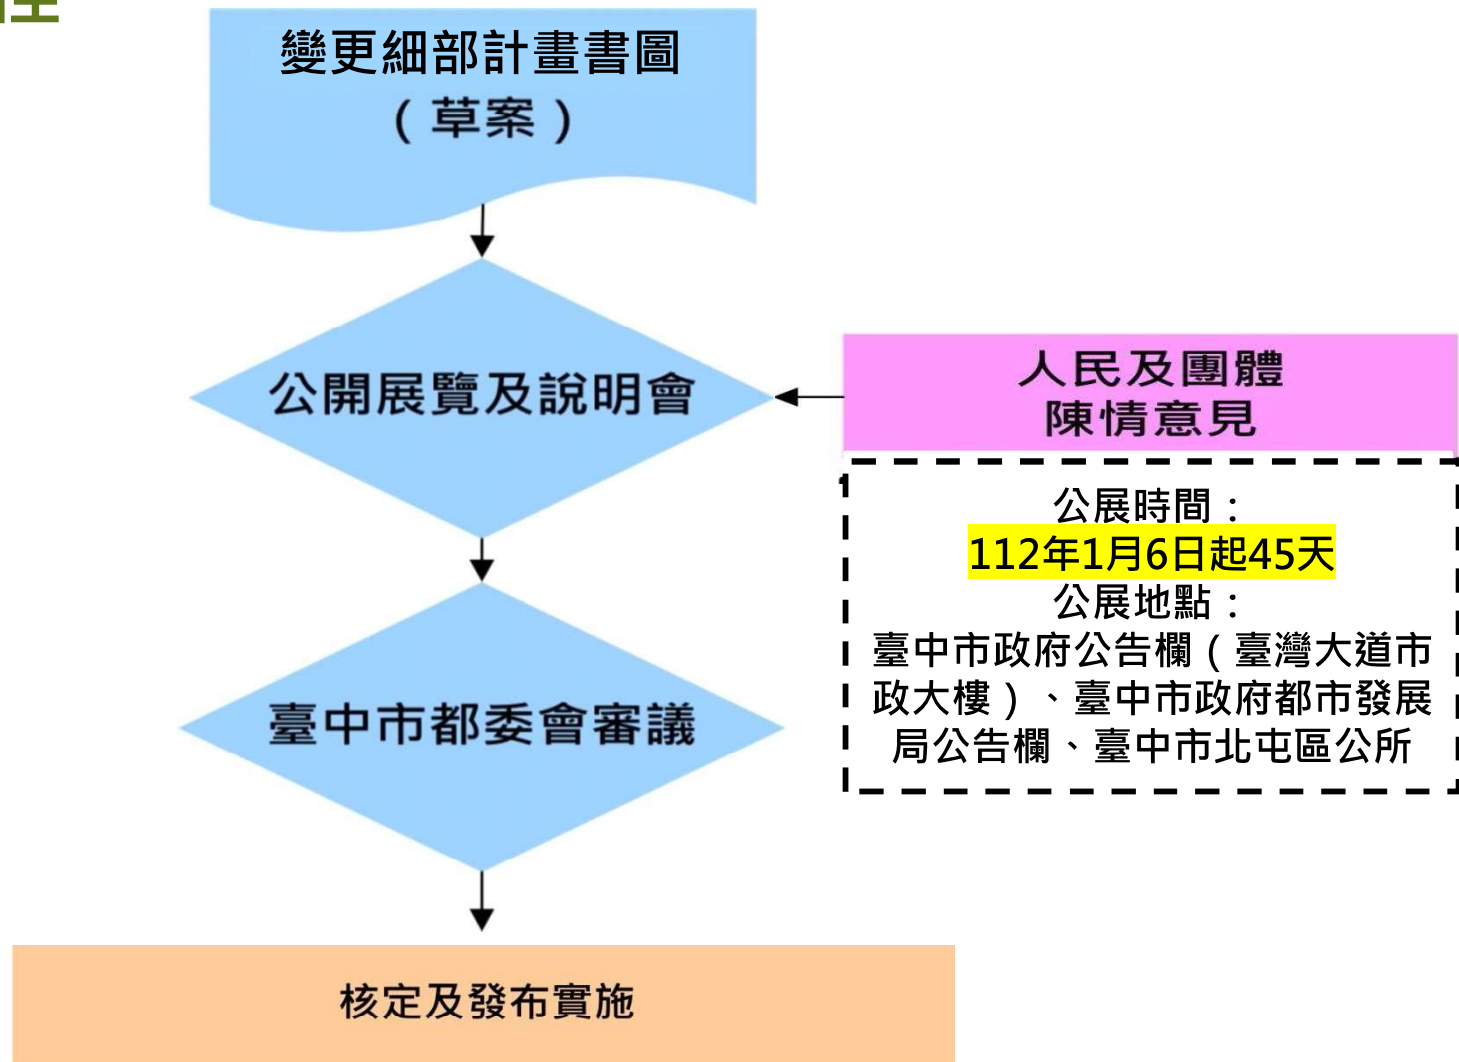 變更細部計畫書圖
（草案）
公開展覽及說明會
人民及團體
陳情意見
公展時間：
112年1月6日起45天
公展地點：
臺中市政府公告欄（臺灣大道市
政大樓）、臺中市政府都市發展
局公告欄、臺中市北屯區公所
臺中市都委會審議
核定及發布實施